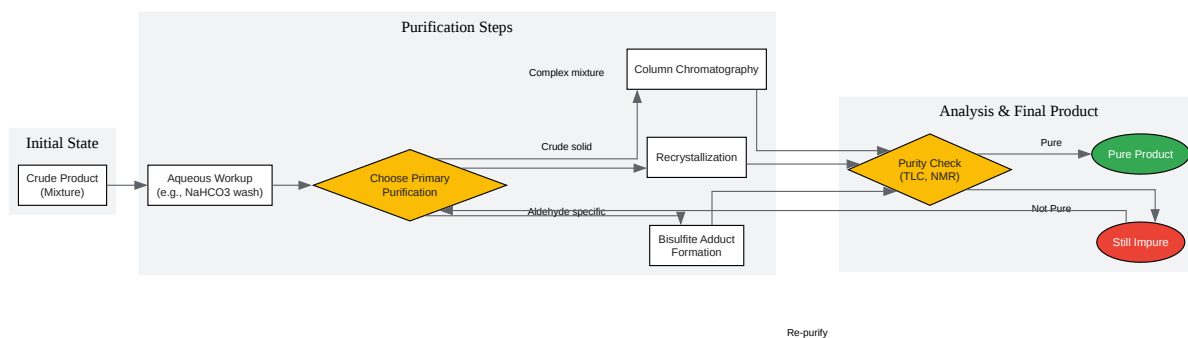 Purification Steps
Complex mixture
Column Chromatography
Initial State
Crude Product
(Mixture)
Aqueous Workup
(e.g., NaHCO3 wash)
Choose Primary
Purification
Crude solid
Recrystallization
Aldehyde specific
Bisulfite Adduct
Formation
Analysis & Final Product
Purity Check
(TLC, NMR)
Pure
Pure Product
Not Pure
Still Impure
Re-purify